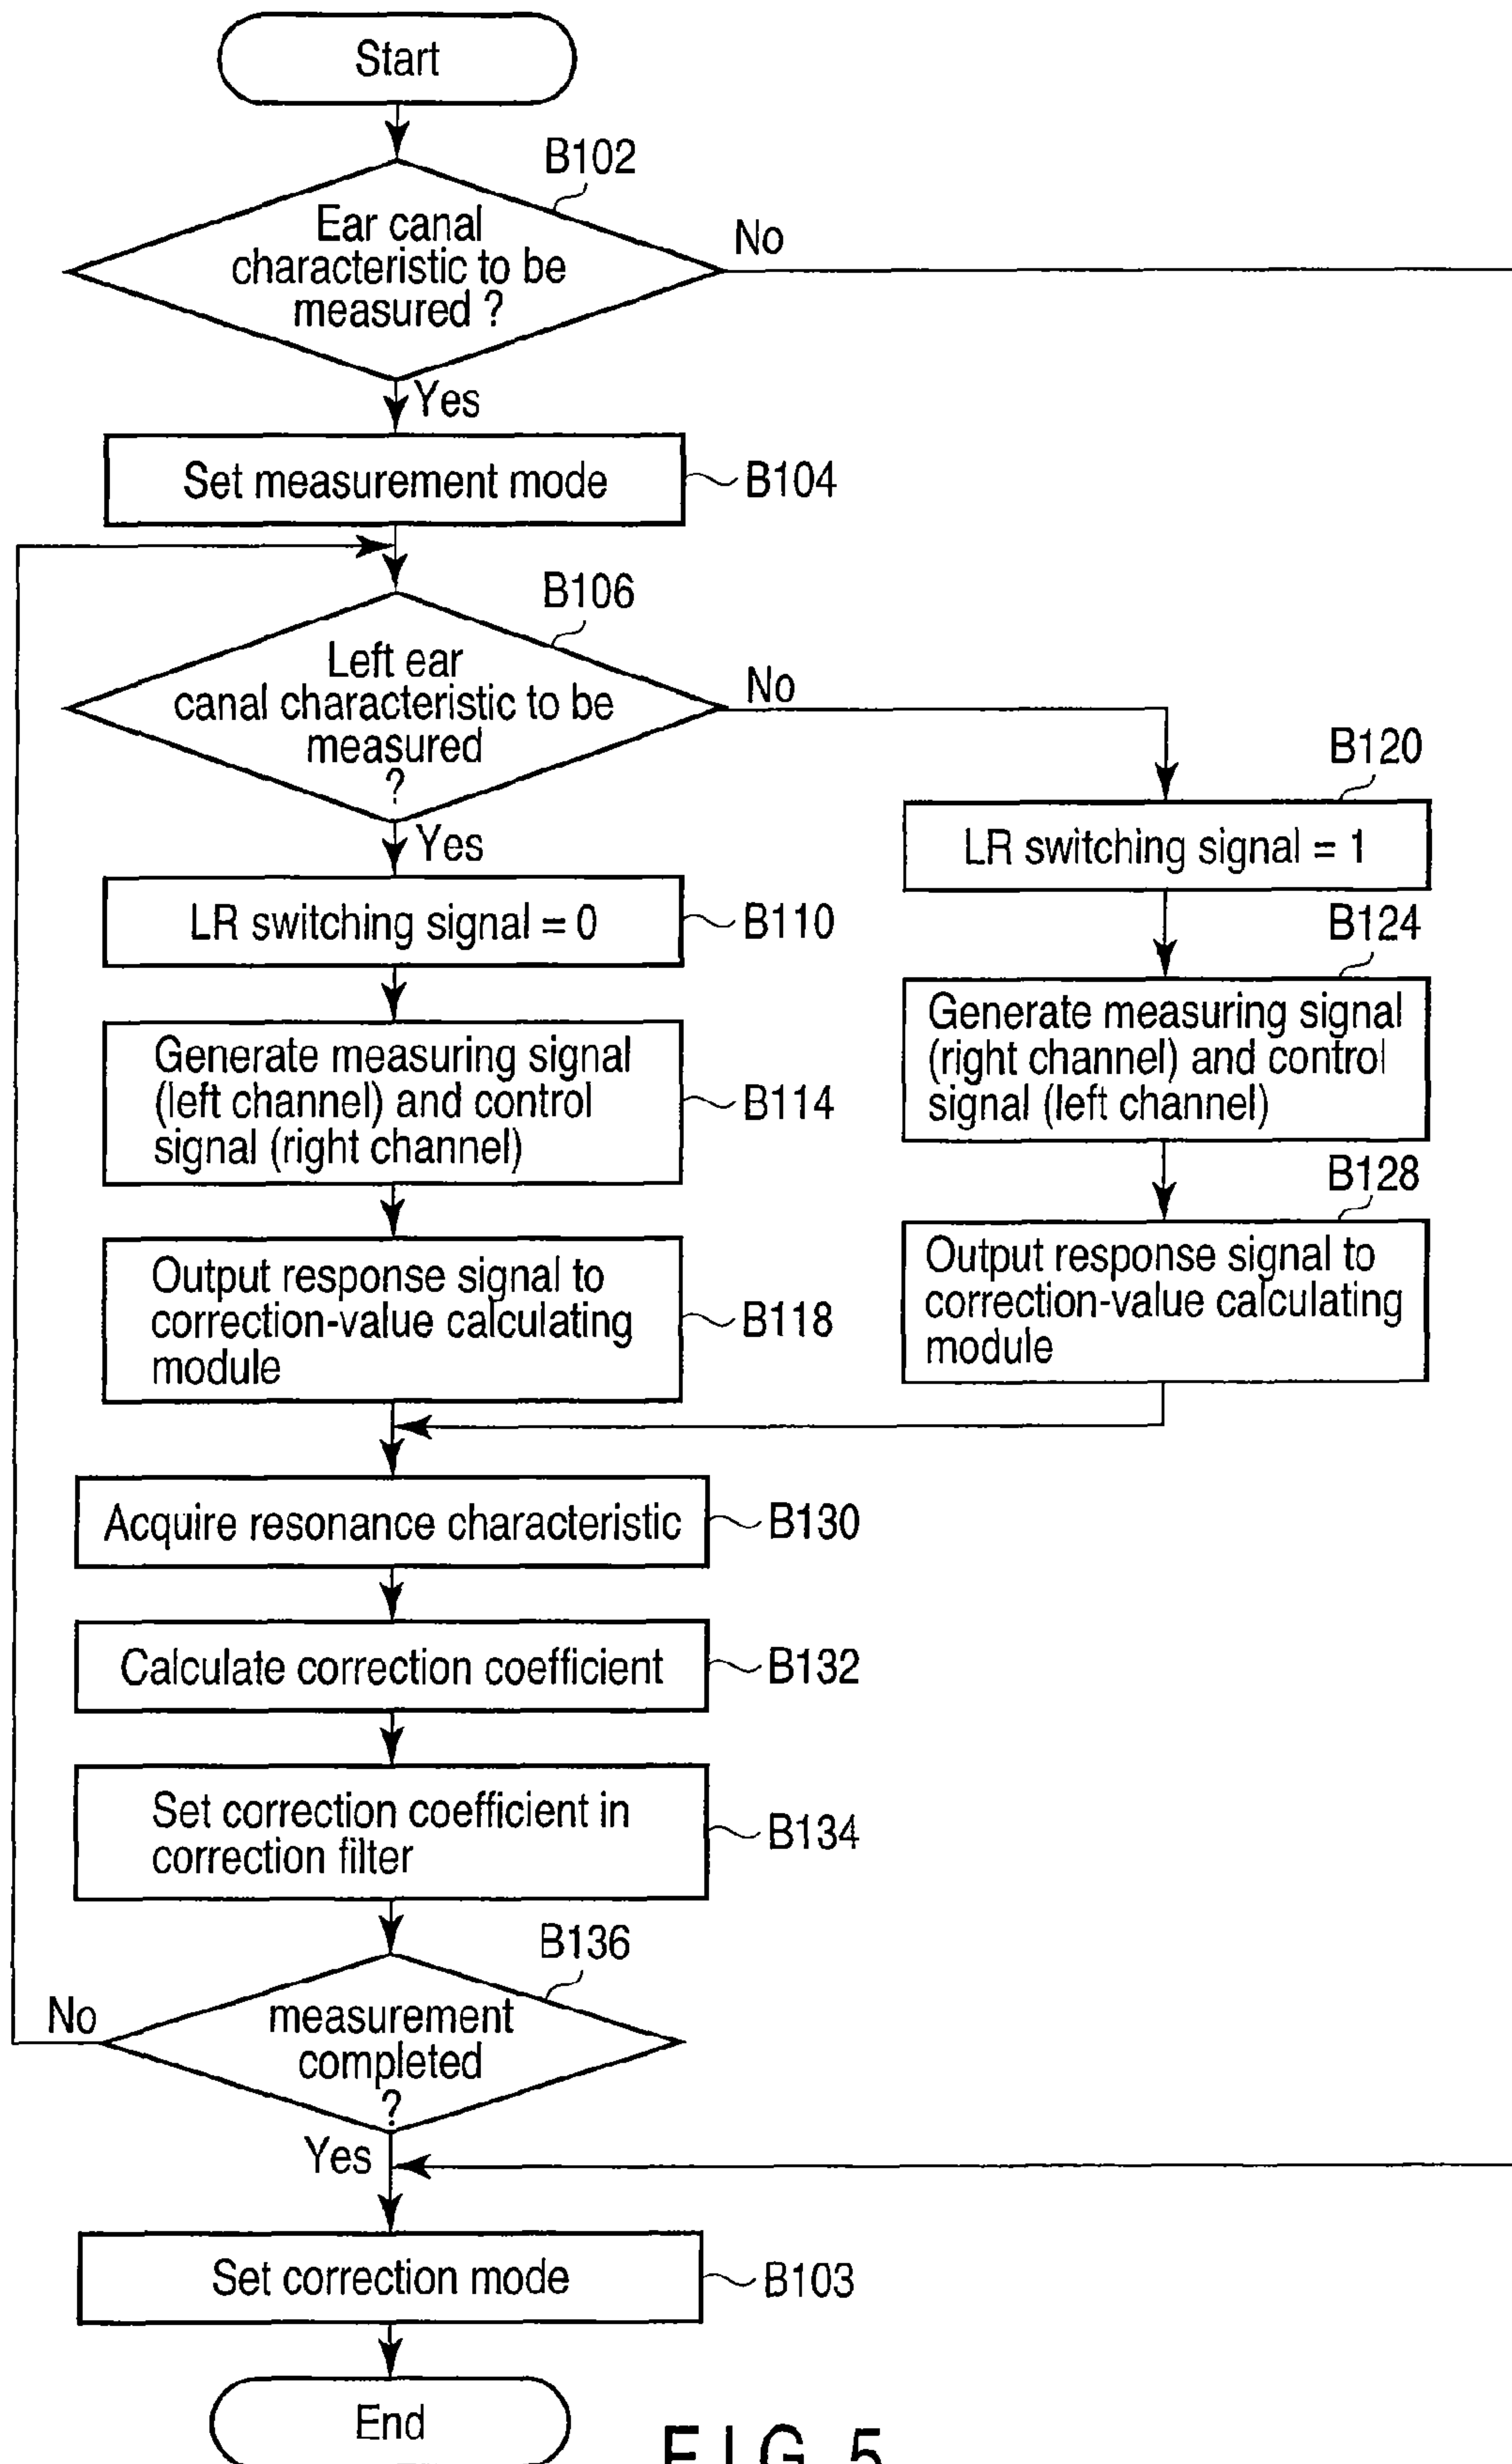 Start
B102
Ear canal
characteristic to be
measured ?
No
Yes
Set measurement mode
B104
B106
Left ear
canal characteristic to be
measured
?
No
Yes
B120
LR switching signal = 1
LR switching signal = 0
B110
B124
Generate measuring signal
(right channel) and control
signal (left channel)
Generate measuring signal
(left channel) and control
signal (right channel)
B114
B128
Output response signal to
correction-value calculating
module
Output response signal to
correction-value calculating
module
B118
Acquire resonance characteristic
B130
Calculate correction coefficient
B132
Set correction coefficient in
correction filter
B134
B136
measurement
completed
?
No
Yes
Set correction mode
B103
End
FIG. 5